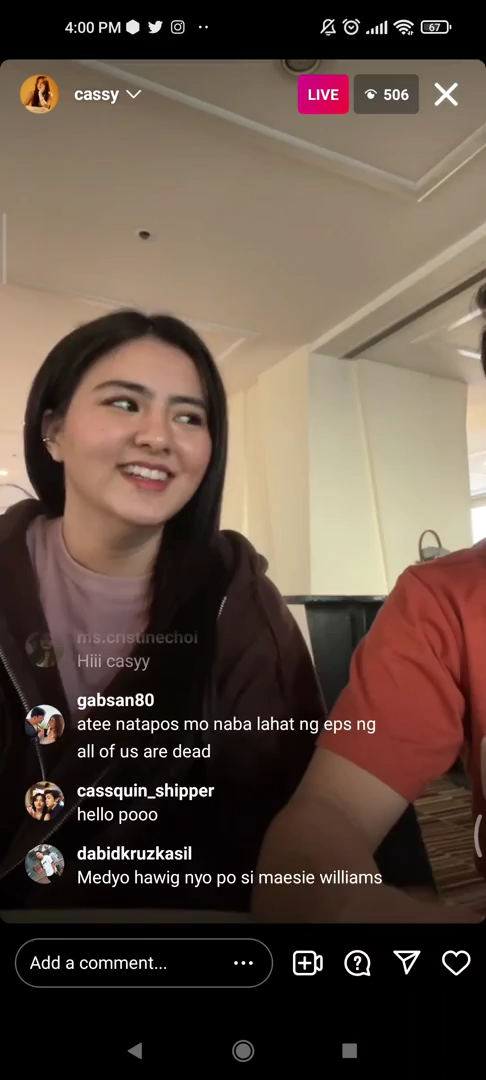 4:00 PM
67
cassy
LIVE
506
ms.cristinechoi
Hiii casyy
gabsan80
atee natapos mo naba lahat ng eps ng
all of us are dead
cassquin_shipper
hello pooo
dabidkruzkasil
Medyo hawig nyo po si maesie williams
Add a comment...